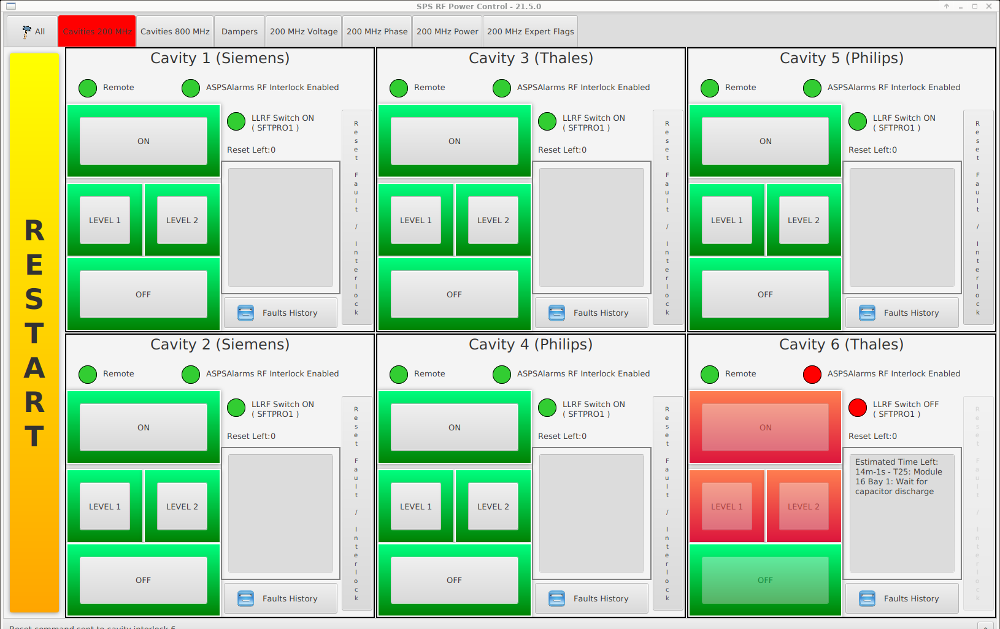 SPS RF Power Control - 21.5.0
All
Cavities 200 MHz
Cavities 800 MHz
Dampers
200 MHz Voltage
200 MHz Phase
200 MHz Power
200 MHz Expert Flags
RESTART
Cavity 1 (Siemens)
Remote
ASPSAlarms RF Interlock Enabled
ON
LLRF Switch ON
( SFTPRO1 )
Reset Left:0
LEVEL 1
LEVEL 2
OFF
Faults History
Reset Fault / Interlock
Cavity 3 (Thales)
Remote
ASPSAlarms RF Interlock Enabled
ON
LLRF Switch ON
( SFTPRO1 )
Reset Left:0
LEVEL 1
LEVEL 2
OFF
Faults History
Reset Fault / Interlock
Cavity 5 (Philips)
Remote
ASPSAlarms RF Interlock Enabled
ON
LLRF Switch ON
( SFTPRO1 )
Reset Left:0
LEVEL 1
LEVEL 2
OFF
Faults History
Reset Fault / Interlock
Cavity 2 (Siemens)
Remote
ASPSAlarms RF Interlock Enabled
ON
LLRF Switch ON
( SFTPRO1 )
Reset Left:0
LEVEL 1
LEVEL 2
OFF
Faults History
Reset Fault / Interlock
Cavity 4 (Philips)
Remote
ASPSAlarms RF Interlock Enabled
ON
LLRF Switch ON
( SFTPRO1 )
Reset Left:0
LEVEL 1
LEVEL 2
OFF
Faults History
Reset Fault / Interlock
Cavity 6 (Thales)
Remote
ASPSAlarms RF Interlock Enabled
ON
LLRF Switch OFF
( SFTPRO1 )
Reset Left:0
Estimated Time Left:
14m-1s - T25: Module
16 Bay 1: Wait for
capacitor discharge
LEVEL 1
LEVEL 2
OFF
Faults History
Reset Fault / Interlock
Reset command sent to cavity interlock 6